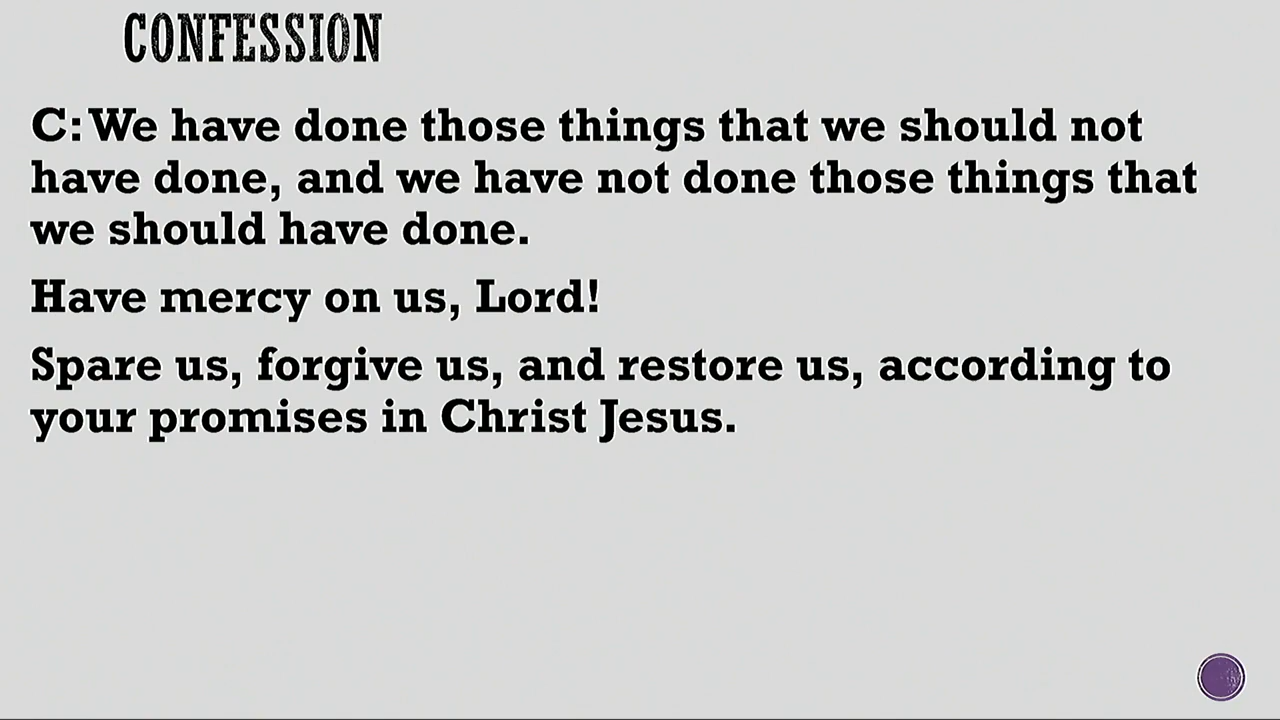 CONFESSION
C: We have done those things that we should not
have done, and we have not done those things that
we should have done.
Have mercy on us, Lord!
Spare us, forgive us, and restore us, according to
your promises in Christ Jesus.